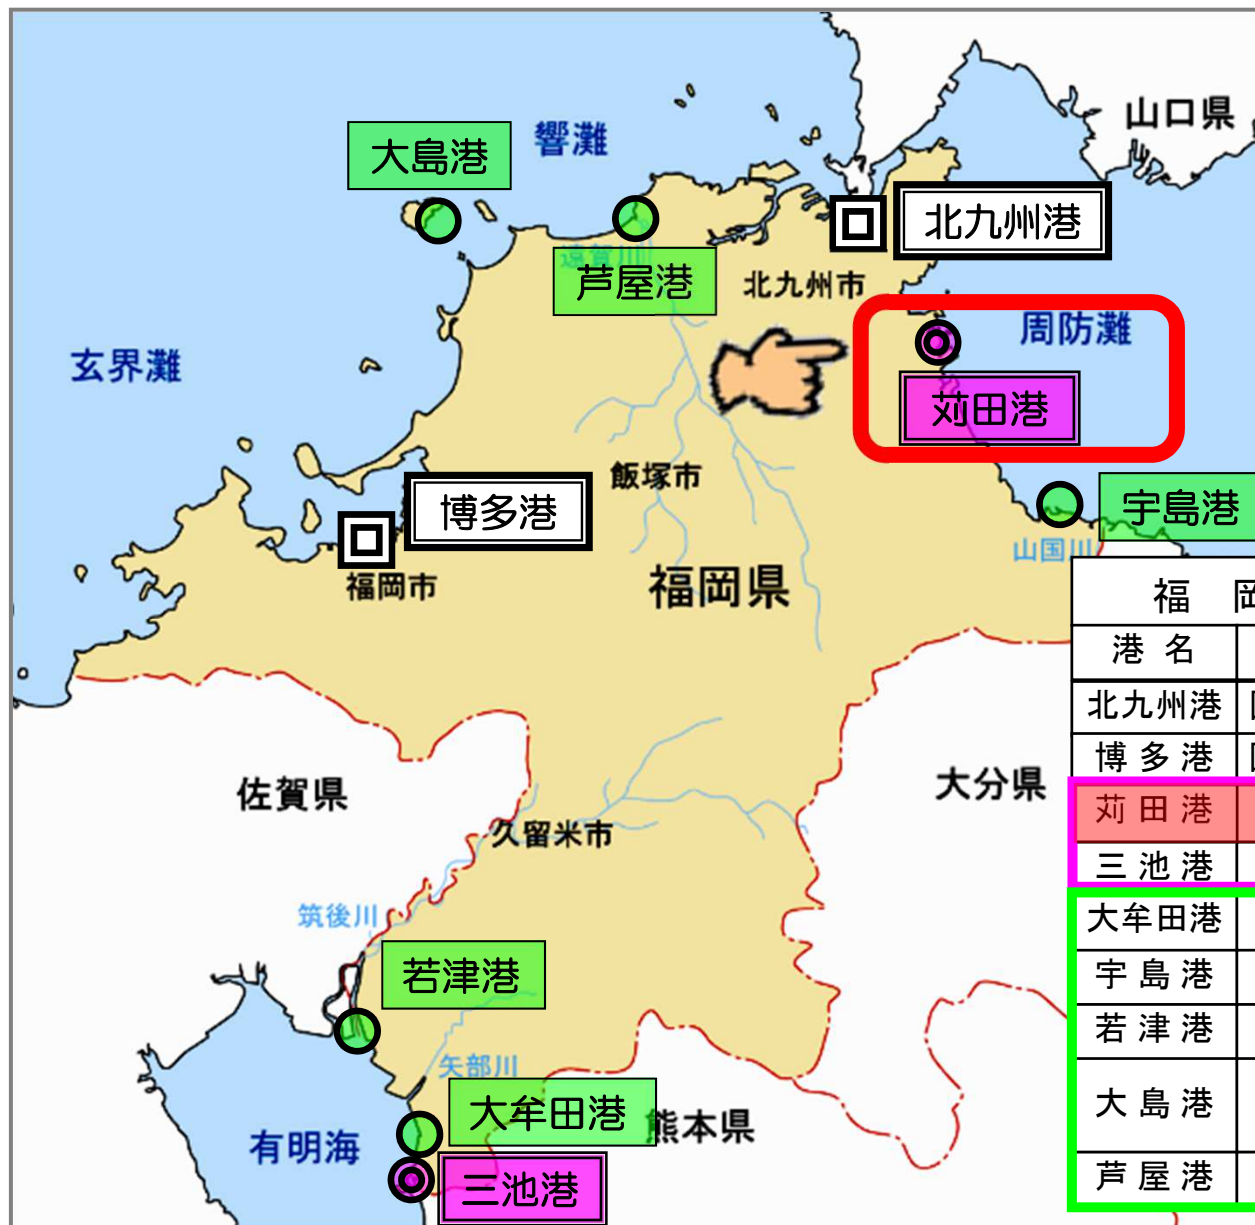 山口県
響灘
大島港
北九州港
遠賀川
芦屋港
北九州市
周防灘
玄界灘
苅田港
飯塚市
博多港
宇島港
山国川
福岡市
福岡県
福 岡
港 名
北九州港
博 多 港
苅 田 港
三 池 港
大牟田港
宇 島 港
若 津 港
大 島 港
芦 屋 港
佐賀県
大分県
久留米市
筑後川
若津港
矢部川
大牟田港
熊本県
有明海
三池港